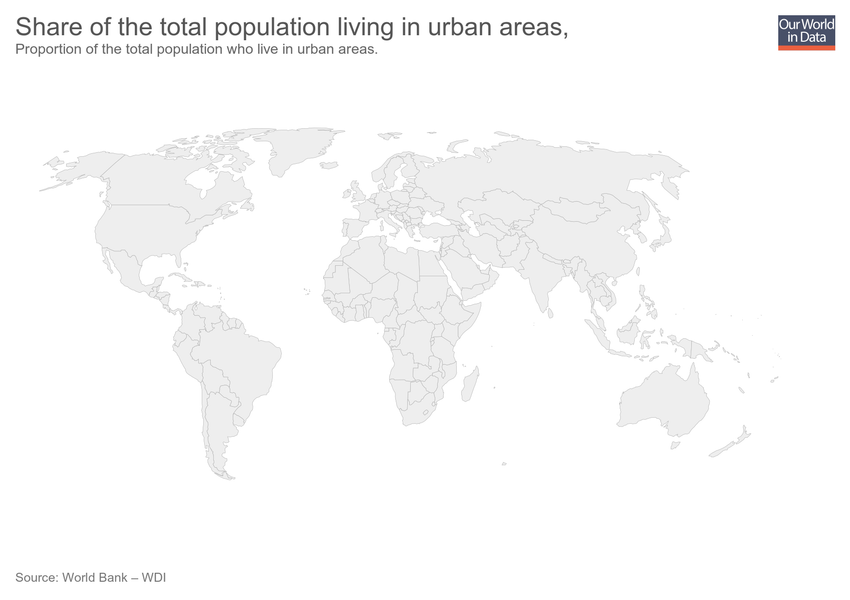 Share of the total population living in urban areas,
Proportion of the total population who live in urban areas.
Our World
in Data
Source: World Bank – WDI